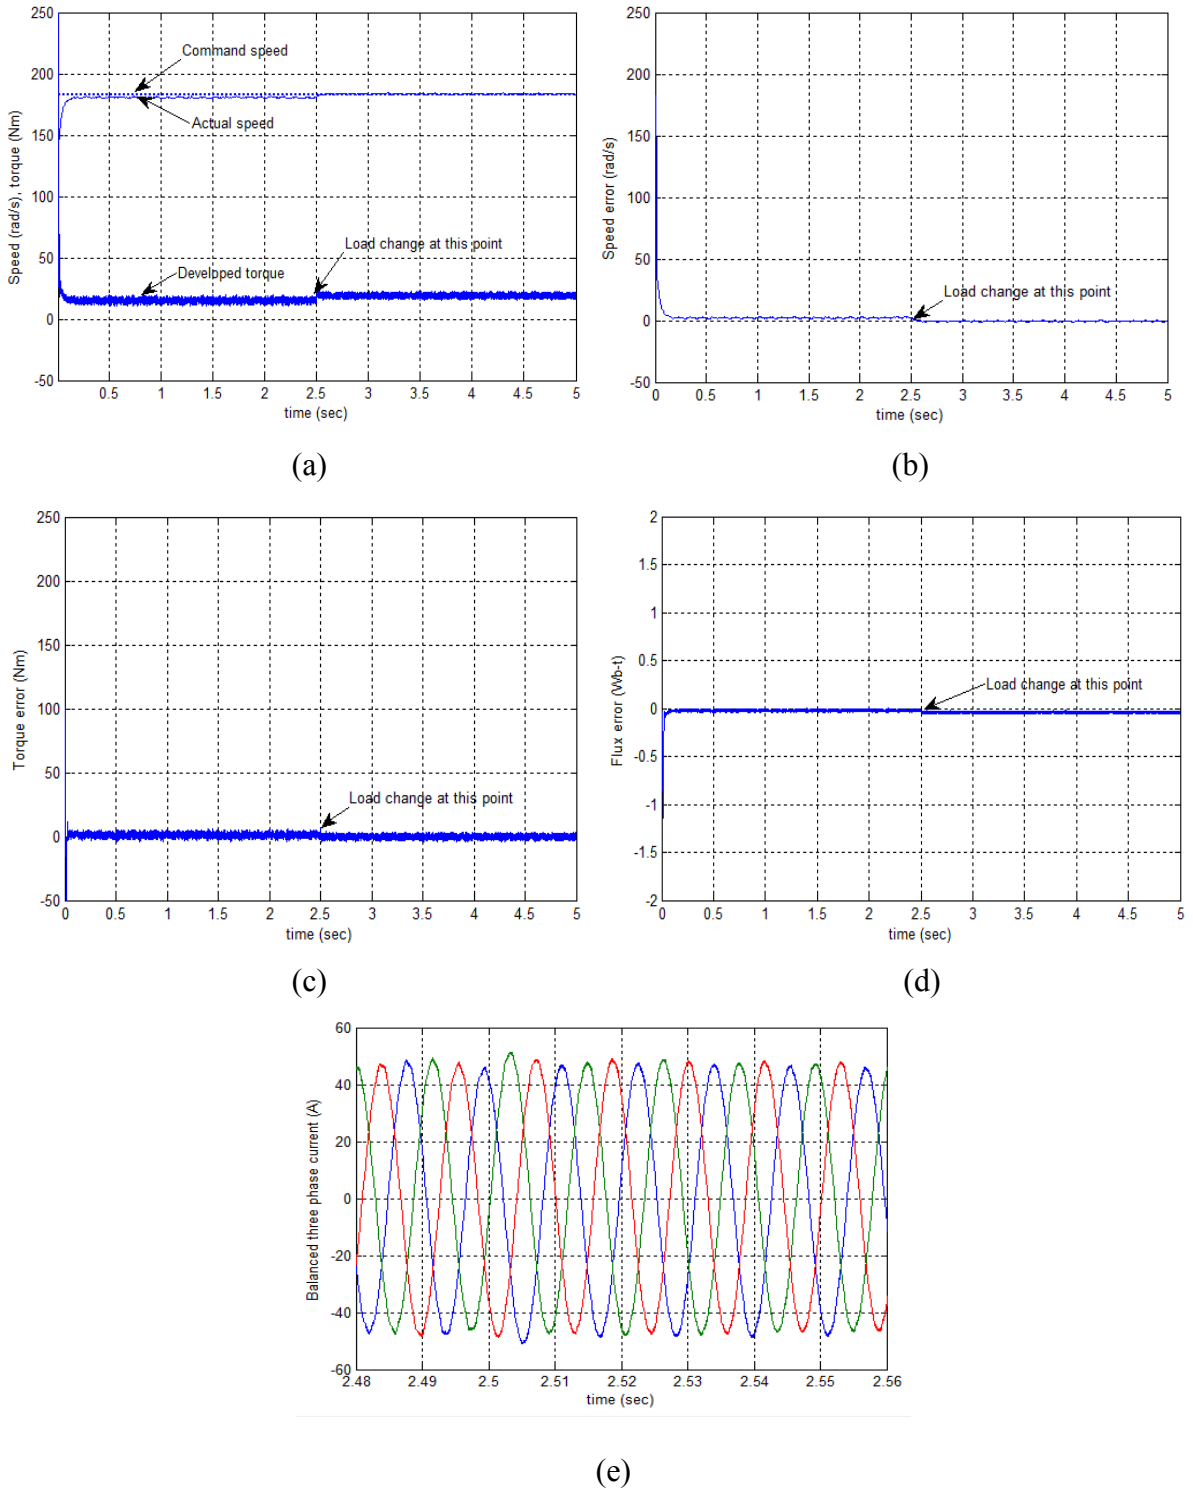 250
200
150
100
50
0
-50
0.5 1 1.5 2 2.5 3 3.5 4 4.5 5
time (sec)
Speed (rad/s), torque (Nm)
Command speed
Actual speed
Load change at this point
Developed torque
(a)
250
200
150
100
50
0
-50
0 0.5 1 1.5 2 2.5 3 3.5 4 4.5 5
time (sec)
Speed error (rad/s)
Load change at this point
(b)
250
200
150
100
50
0
-50
0 0.5 1 1.5 2 2.5 3 3.5 4 4.5 5
time (sec)
Torque error (Nm)
Load change at this point
(c)
2
1.5
1
0.5
0
-0.5
-1
-1.5
-2
0 0.5 1 1.5 2 2.5 3 3.5 4 4.5 5
time (sec)
Flux error (Wb-t)
Load change at this point
(d)
60
40
20
0
-20
-40
-60
2.48 2.49 2.5 2.51 2.52 2.53 2.54 2.55 2.56
time (sec)
Balanced three phase current (A)
(e)